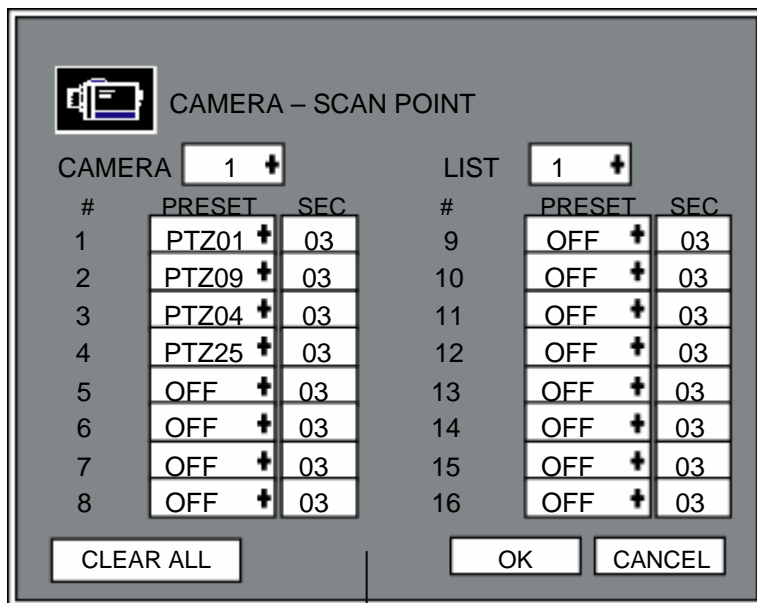 CAMERA – SCAN POINT
CAMERA 1 LIST 1
# PRESET SEC # PRESET SEC
1 PTZ01 03 9 OFF 03
2 PTZ09 03 10 OFF 03
3 PTZ04 03 11 OFF 03
4 PTZ25 03 12 OFF 03
5 OFF 03 13 OFF 03
6 OFF 03 14 OFF 03
7 OFF 03 15 OFF 03
8 OFF 03 16 OFF 03
CLEAR ALL OK CANCEL